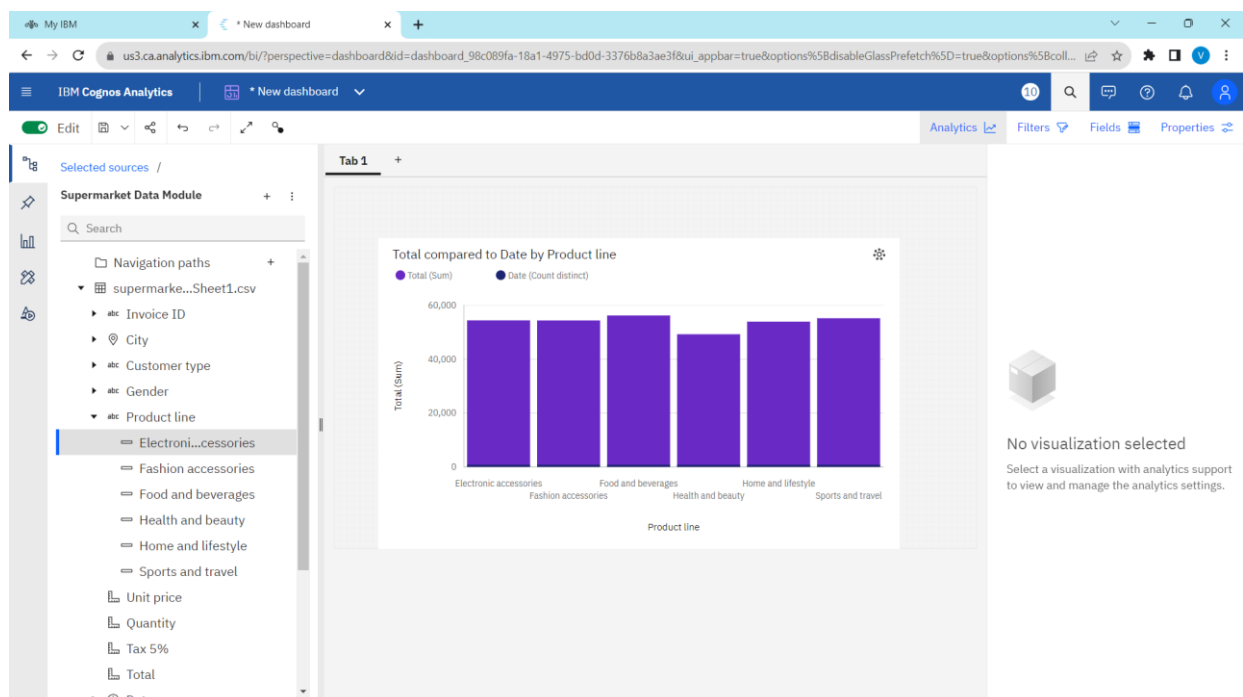 My IBM
* New dashboard
us3.ca.analytics.ibm.com/bi/?perspective=dashboard&id=dashboard_98c089fa-18a1-4975-bd0d-3376b8a3ae3f&ui_appbar=true&options%5BdisableGlassPrefetch%5D=true&options%5Bcoll...
V
IBM Cognos Analytics
* New dashboard
10
Edit
Analytics
Filters
Fields
Properties
Selected sources /
Tab 1 +
Supermarket Data Module
Search
Navigation paths
supermarke...Sheet1.csv
abc Invoice ID
City
abc Customer type
abc Gender
abc Product line
Electroni...cessories
Fashion accessories
Food and beverages
Health and beauty
Home and lifestyle
Sports and travel
Unit price
Quantity
Tax 5%
Total
Total compared to Date by Product line
Total (Sum) Date (Count distinct)
60,000
40,000
20,000
0
Total (Sum)
Electronic accessories
Fashion accessories
Food and beverages
Health and beauty
Home and lifestyle
Sports and travel
Product line
No visualization selected
Select a visualization with analytics support
to view and manage the analytics settings.